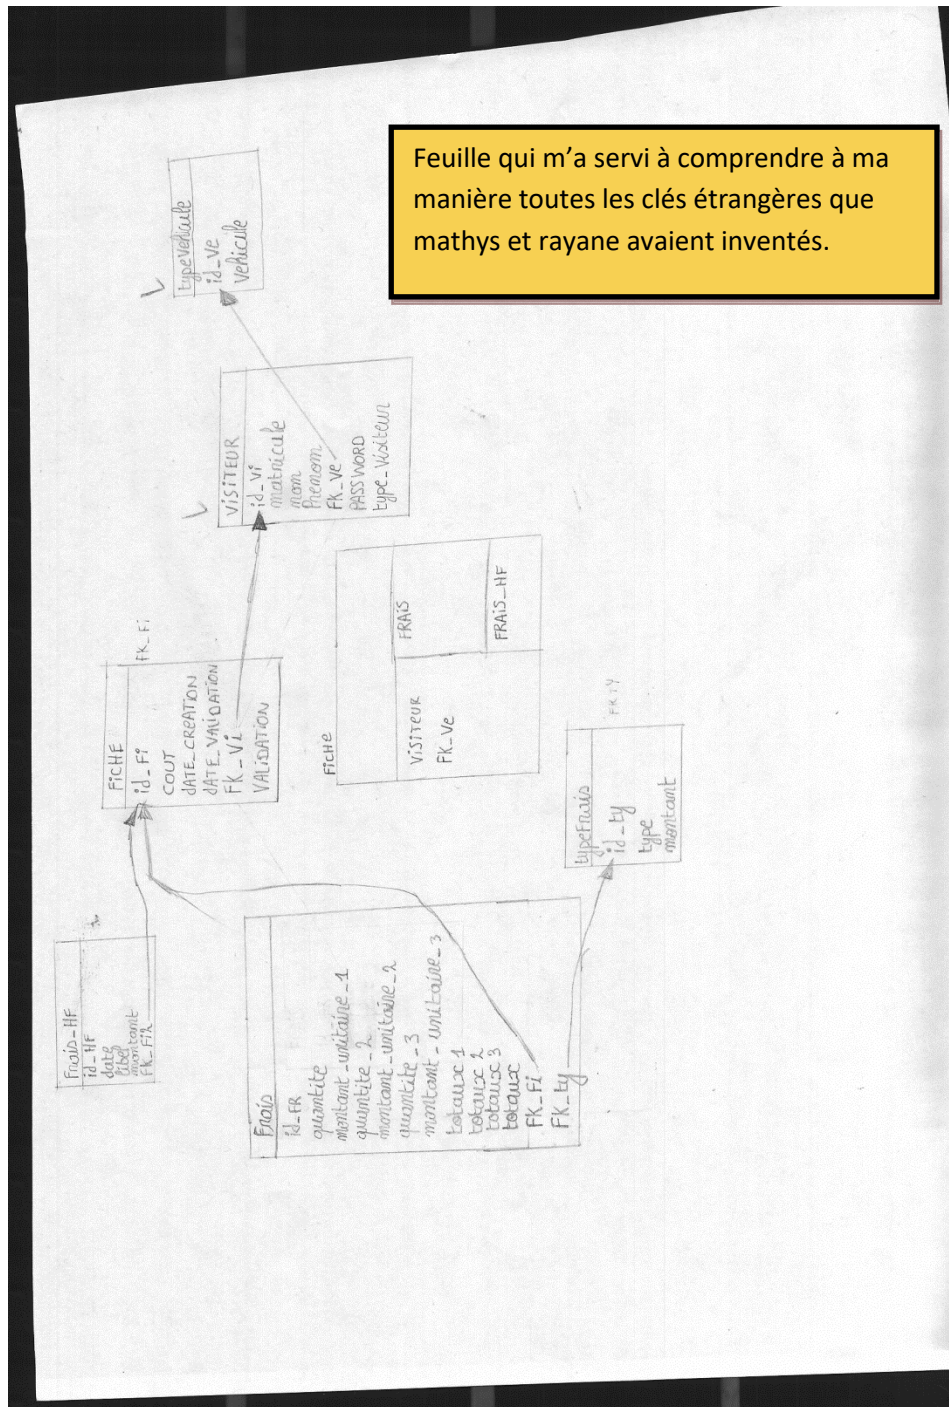 Feuille qui m’a servi à comprendre à ma
manière toutes les clés étrangères que
mathys et rayane avaient inventés.
Frais_HF
id_HF
date
libel
montant
FICHE
id_Fi
COUT
DATE_CREATION
DATE_VALIDATION
FK_Vi
VALIDATION
FK_Fi
VISITEUR
id_vi
matricule
nom
Prenom
FK_ve
PASSWORD
type_visiteur
typeVehicule
id_ve
Vehicule
Frais
id_FR
quantite
montant_unitaire_1
quantite_2
montant_unitaire_2
quantite_3
montant_unitaire_3
totaux 1
totaux 2
totaux 3
totaux
FK_Fi
FK_ty
FICHE
VISITEUR
FK_Ve
FRAIS
FRAIS_HF
typeFrais
id_ty
type
montant
FK TY